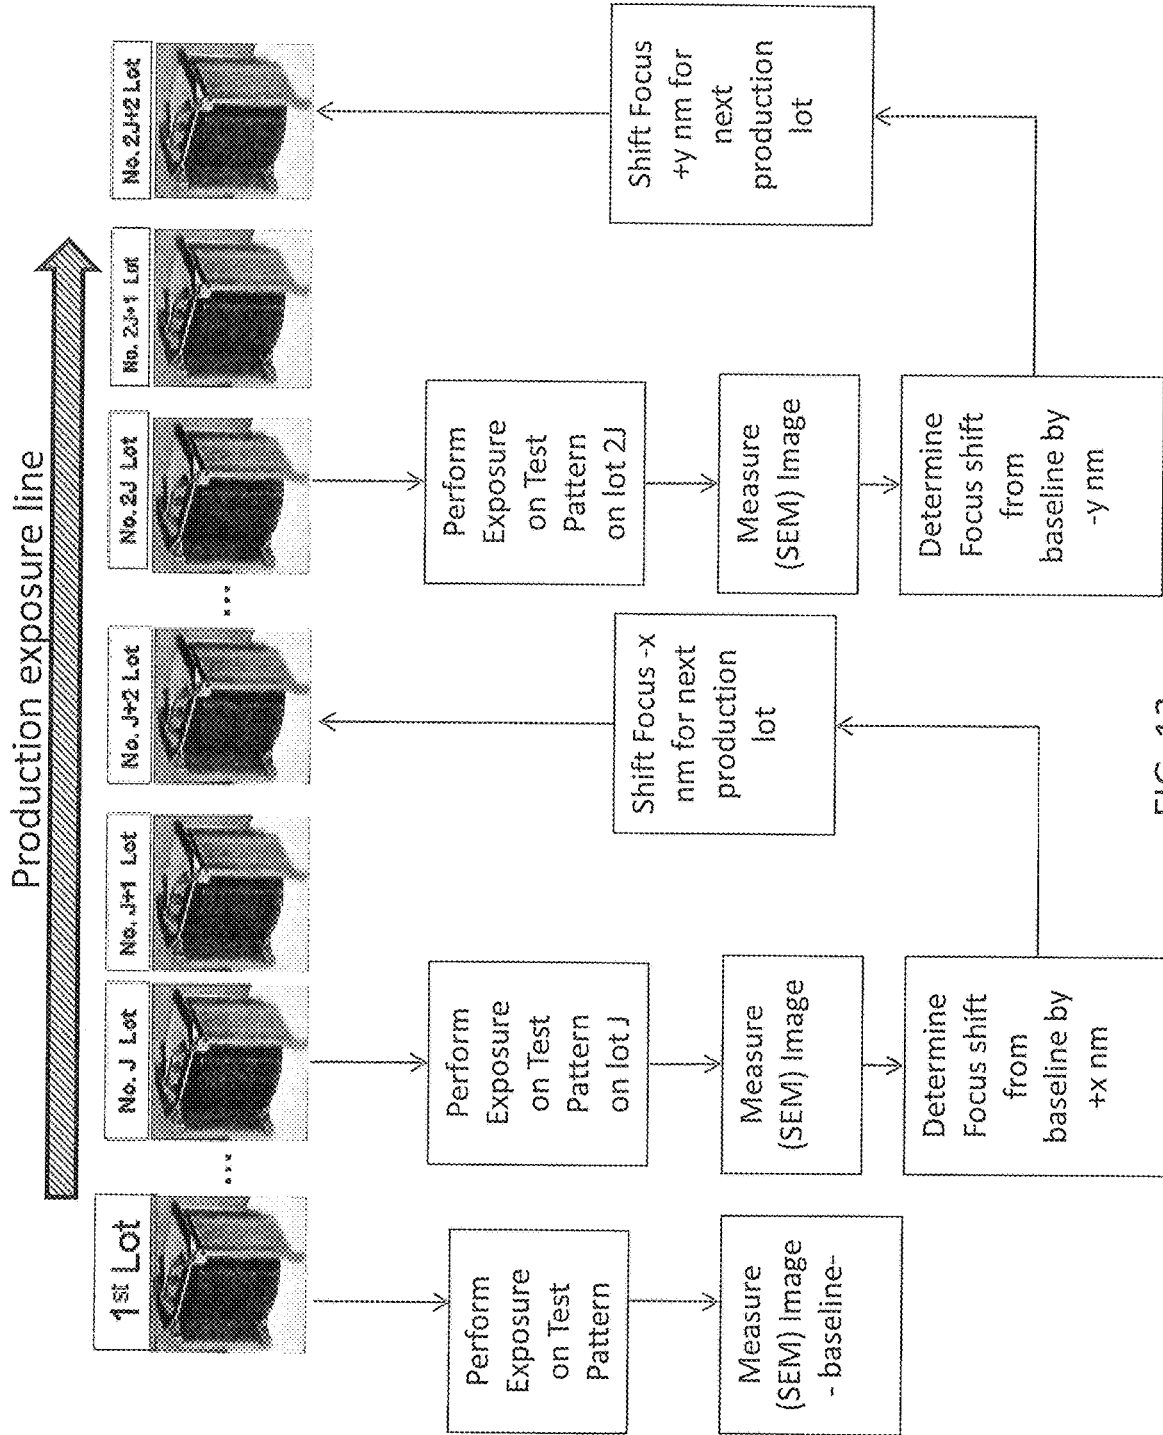 Production exposure line
1st Lot
...
No. J Lot
No. J+1 Lot
No. J+2 Lot
...
No. 2J Lot
No. 2J+1 Lot
No. 2J+2 Lot
Perform
Exposure
on Test
Pattern
Measure
(SEM) Image
- baseline-
Perform
Exposure
on Test
Pattern
on lot J
Measure
(SEM) Image
Determine
Focus shift
from
baseline by
+x nm
Shift Focus -x
nm for next
production
lot
Perform
Exposure
on Test
Pattern
on lot 2J
Measure
(SEM) Image
Determine
Focus shift
from
baseline by
-y nm
Shift Focus
+y nm for
next
production
lot